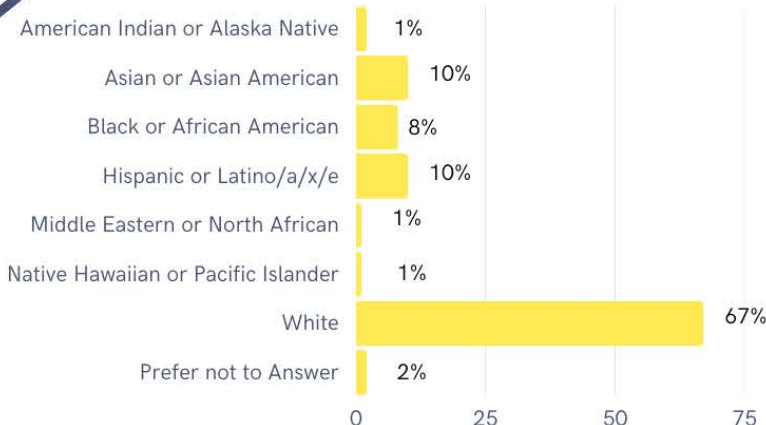 American Indian or Alaska Native 1%
Asian or Asian American 10%
Black or African American 8%
Hispanic or Latino/a/x/e 10%
Middle Eastern or North African 1%
Native Hawaiian or Pacific Islander 1%
White 67%
Prefer not to Answer 2%
0 25 50 75